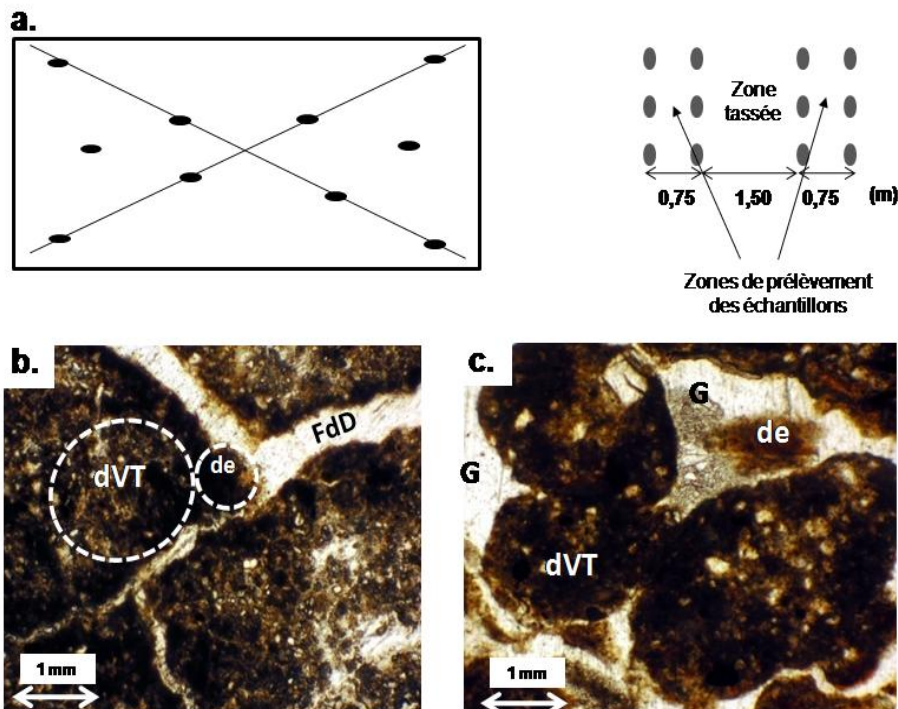 a.
Zone
tassée
0,75
1,50
0,75
(m)
Zones de prélèvement
des échantillons
b.
FdD
dVT
de
1 mm
c.
G
de
G
dVT
1 mm